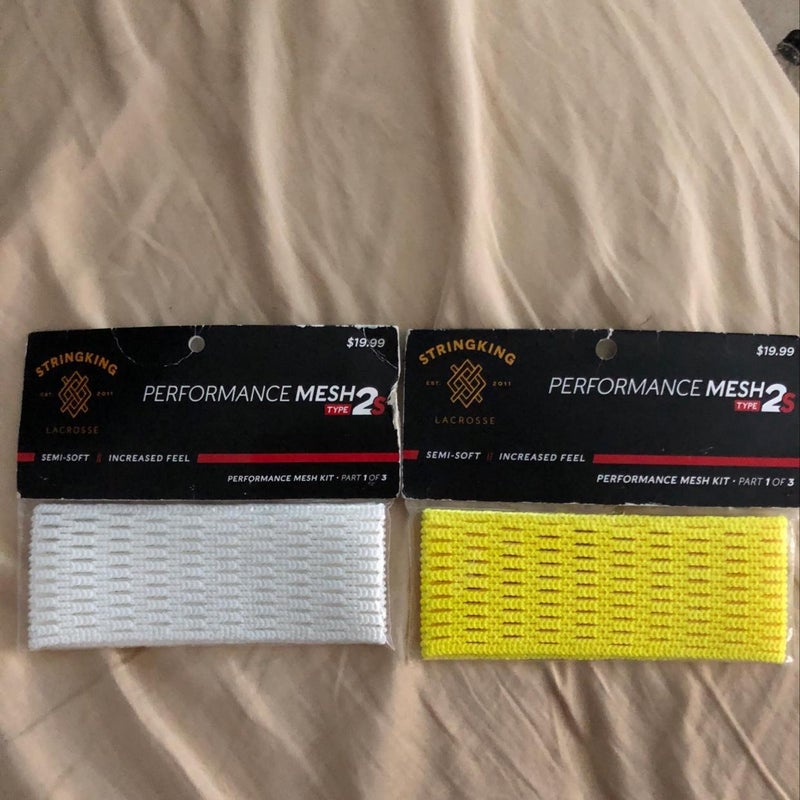 STRINGKING
EST. 2011
LACROSSE
$19.99
PERFORMANCE MESH
TYPE 2S
SEMI-SOFT || INCREASED FEEL
PERFORMANCE MESH KIT • PART 1 OF 3
STRINGKING
EST. 2011
LACROSSE
$19.99
PERFORMANCE MESH
TYPE 2S
SEMI-SOFT || INCREASED FEEL
PERFORMANCE MESH KIT • PART 1 OF 3